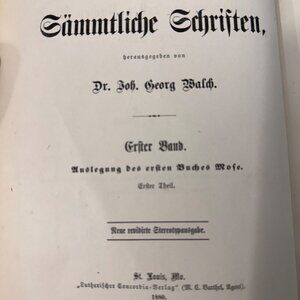 Sämmtliche Schriften,
herausgegeben von
Dr. Joh. Georg Walch.
Erster Band.
Auslegung des ersten Buches Mose.
Erster Theil.
Neue revidirte Stereotypausgabe.
St. Louis, Mo.
„Lutherischer Concordia-Verlag“ (M. C. Barthel, Agent).
1880.